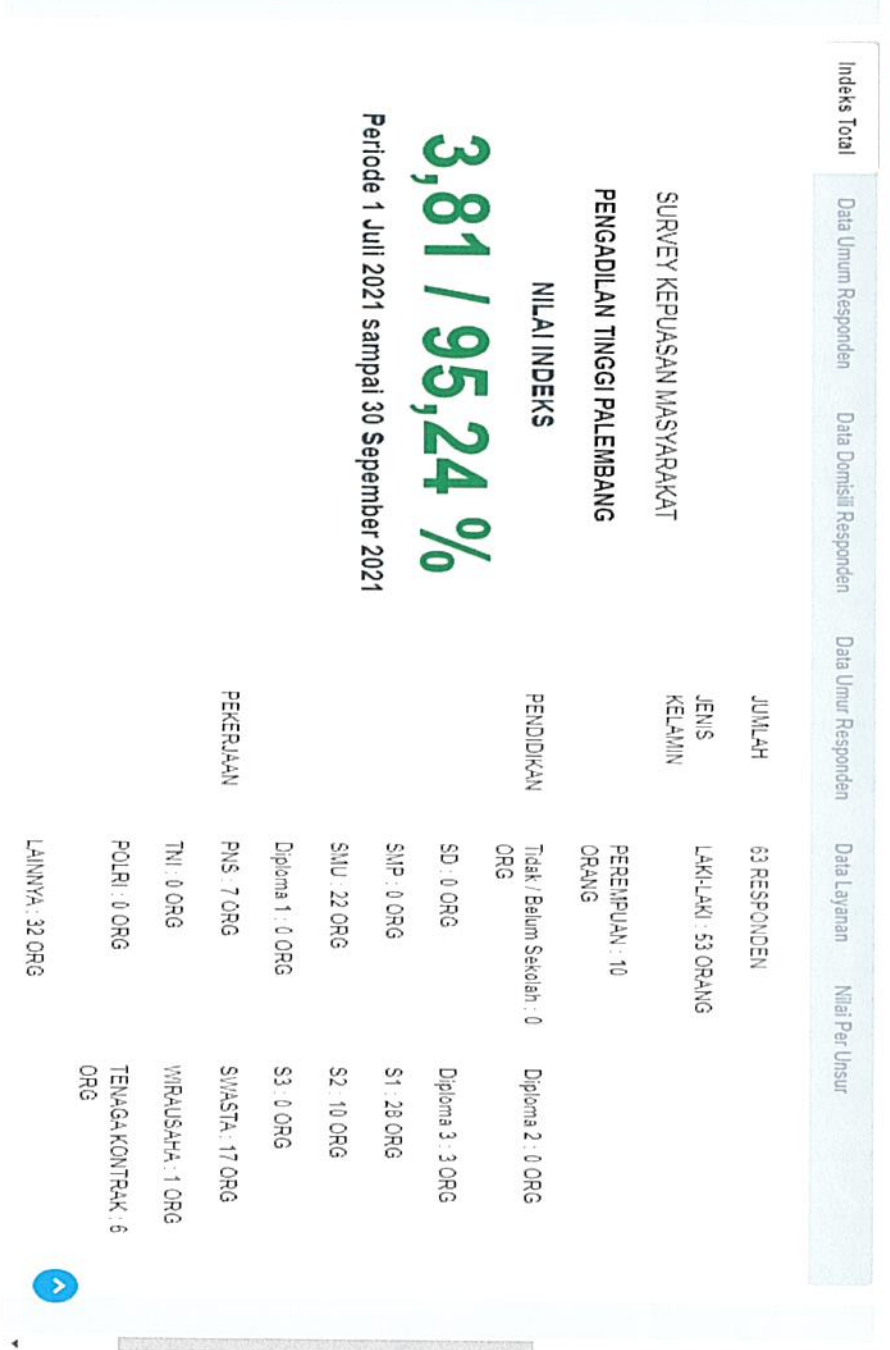 Indeks Total Data Umum Responden Data Domisili Responden Data Umur Responden Data Layanan Nilai Per Unsur
SURVEY KEPUASAN MASYARAKAT
PENGADILAN TINGGI PALEMBANG
NILAI INDEKS
3,81 / 95,24 %
Periode 1 Juli 2021 sampai 30 Sepember 2021
JUMLAH 63 RESPONDEN
JENIS LAKI-LAKI : 53 ORANG
KELAMIN
PEREMPUAN : 10
ORANG
PENDIDIKAN Tidak / Belum Sekolah : 0 Diploma 2 : 0 ORG
ORG
SD : 0 ORG Diploma 3 : 3 ORG
SMP : 0 ORG S1 : 28 ORG
SMU : 22 ORG S2 : 10 ORG
Diploma 1 : 0 ORG S3 : 0 ORG
PEKERJAAN PNS : 7 ORG SWASTA : 17 ORG
TNI : 0 ORG WIRAUSAHA : 1 ORG
POLRI : 0 ORG TENAGA KONTRAK : 6
ORG
LAINNYA : 32 ORG